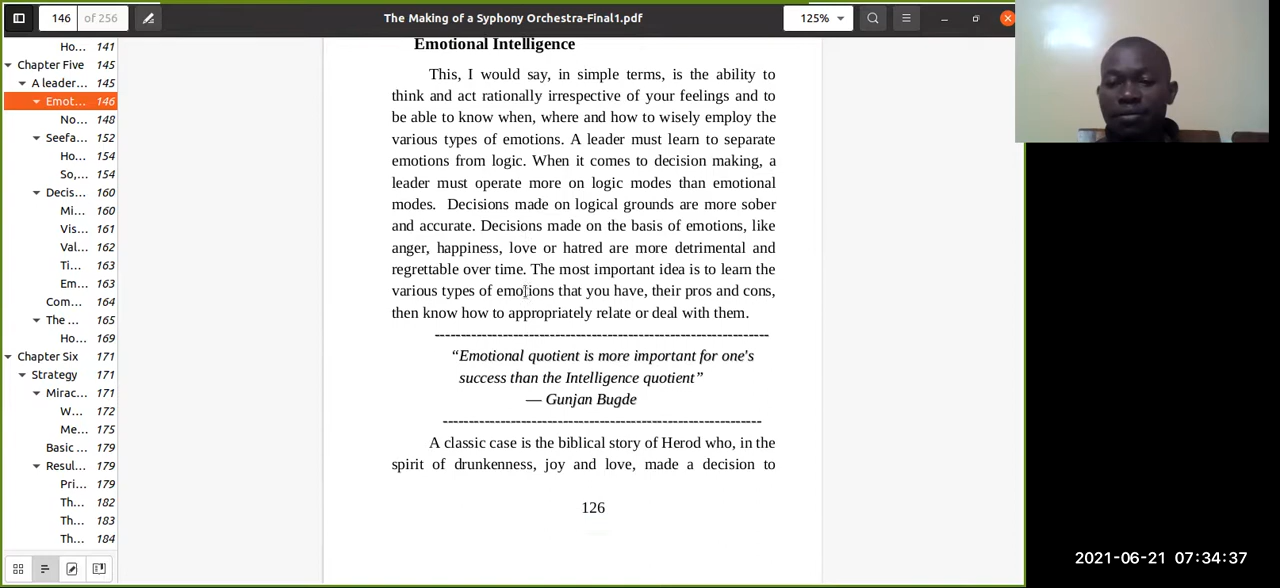 146
of 256
The Making of a Syphony Orchestra-Final1.pdf
125%
Ho... 141
Chapter Five 145
A leader... 145
Emot... 146
No... 148
Seefa... 152
Ho... 154
So,... 154
Decis... 160
Mi... 160
Vis... 161
Val... 162
Ti... 163
Em... 163
Com... 164
The ... 165
Ho... 169
Chapter Six 171
Strategy 171
Mirac... 171
W... 172
Me... 175
Basic ... 179
Resul... 179
Pri... 179
Th... 182
Th... 183
Th... 184
Emotional Intelligence
This, I would say, in simple terms, is the ability to
think and act rationally irrespective of your feelings and to
be able to know when, where and how to wisely employ the
various types of emotions. A leader must learn to separate
emotions from logic. When it comes to decision making, a
leader must operate more on logic modes than emotional
modes. Decisions made on logical grounds are more sober
and accurate. Decisions made on the basis of emotions, like
anger, happiness, love or hatred are more detrimental and
regrettable over time. The most important idea is to learn the
various types of emotions that you have, their pros and cons,
then know how to appropriately relate or deal with them.
“Emotional quotient is more important for one's
success than the Intelligence quotient”
— Gunjan Bugde
A classic case is the biblical story of Herod who, in the
spirit of drunkenness, joy and love, made a decision to
126
2021-06-21 07:34:37